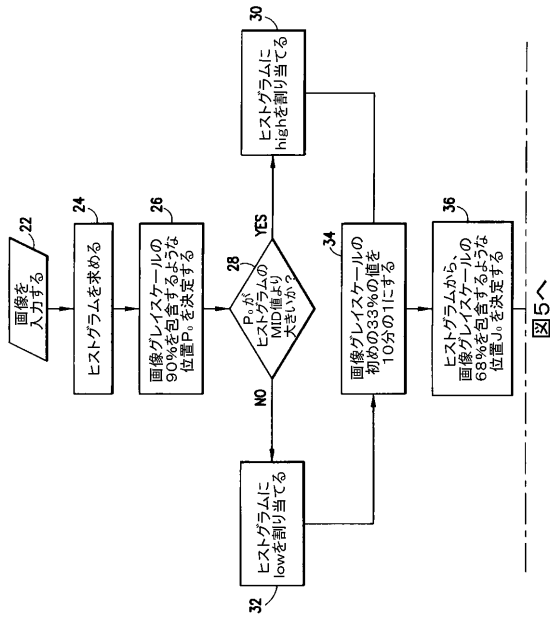 22
画像を
入力する
24
ヒストグラムを求める
26
画像グレイスケールの
90%を包含するような
位置P₀を決定する
28
P₀が
ヒストグラムの
MID値より
大きいか?
YES
NO
30
ヒストグラムに
highを割り当てる
32
ヒストグラムに
lowを割り当てる
34
画像グレイスケールの
初めの33%の値を
10分の1にする
36
ヒストグラムから、
画像グレイスケールの
68%を包含するような
位置J₀を決定する
図5へ